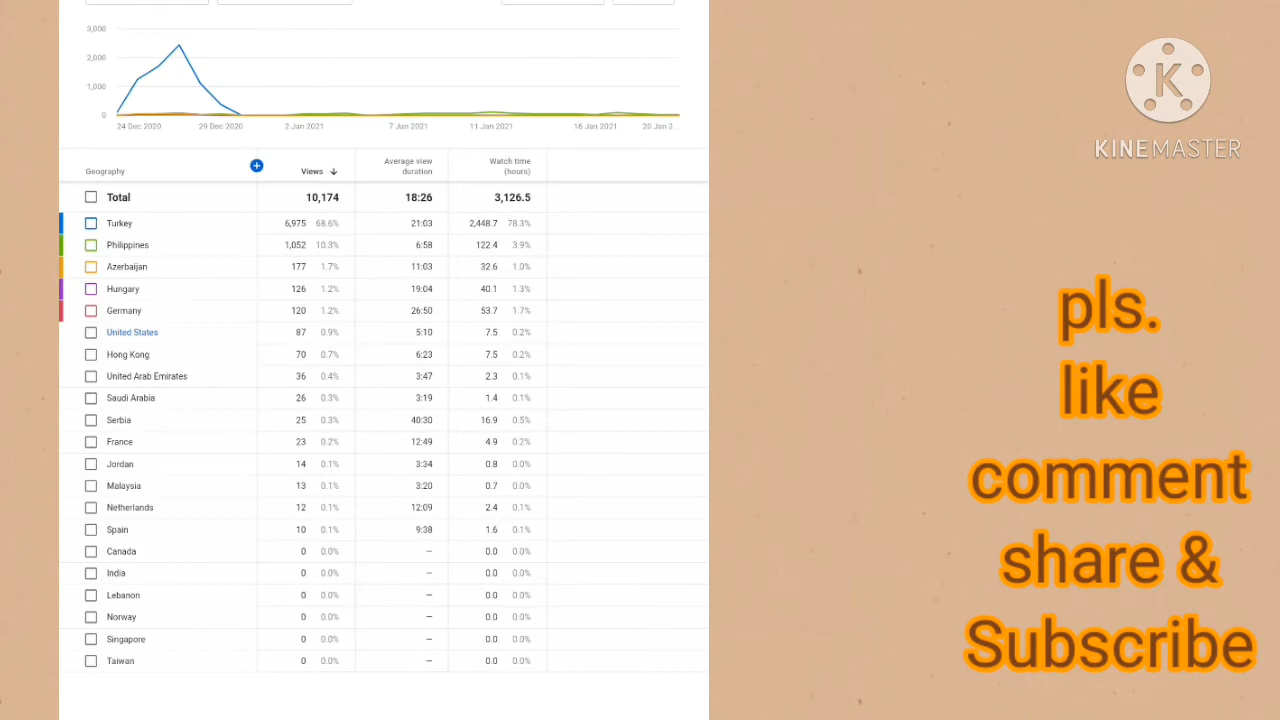 3,000
2,000
1,000
0
24 Dec 2020 29 Dec 2020 2 Jan 2021 7 Jan 2021 11 Jan 2021 16 Jan 2021 20 Jan 2...
Geography Views Average view duration Watch time (hours)
Total 10,174 18:26 3,126.5
Turkey 6,975 68.6% 21:03 2,448.7 78.3%
Philippines 1,052 10.3% 6:58 122.4 3.9%
Azerbaijan 177 1.7% 11:03 32.6 1.0%
Hungary 126 1.2% 19:04 40.1 1.3%
Germany 120 1.2% 26:50 53.7 1.7%
United States 87 0.9% 5:10 7.5 0.2%
Hong Kong 70 0.7% 6:23 7.5 0.2%
United Arab Emirates 36 0.4% 3:47 2.3 0.1%
Saudi Arabia 26 0.3% 3:19 1.4 0.1%
Serbia 25 0.3% 40:30 16.9 0.5%
France 23 0.2% 12:49 4.9 0.2%
Jordan 14 0.1% 3:34 0.8 0.0%
Malaysia 13 0.1% 3:20 0.7 0.0%
Netherlands 12 0.1% 12:09 2.4 0.1%
Spain 10 0.1% 9:38 1.6 0.1%
Canada 0 0.0% — 0.0 0.0%
India 0 0.0% — 0.0 0.0%
Lebanon 0 0.0% — 0.0 0.0%
Norway 0 0.0% — 0.0 0.0%
Singapore 0 0.0% — 0.0 0.0%
Taiwan 0 0.0% — 0.0 0.0%
K
KINEMASTER
pls.
like
comment
share &
Subscribe